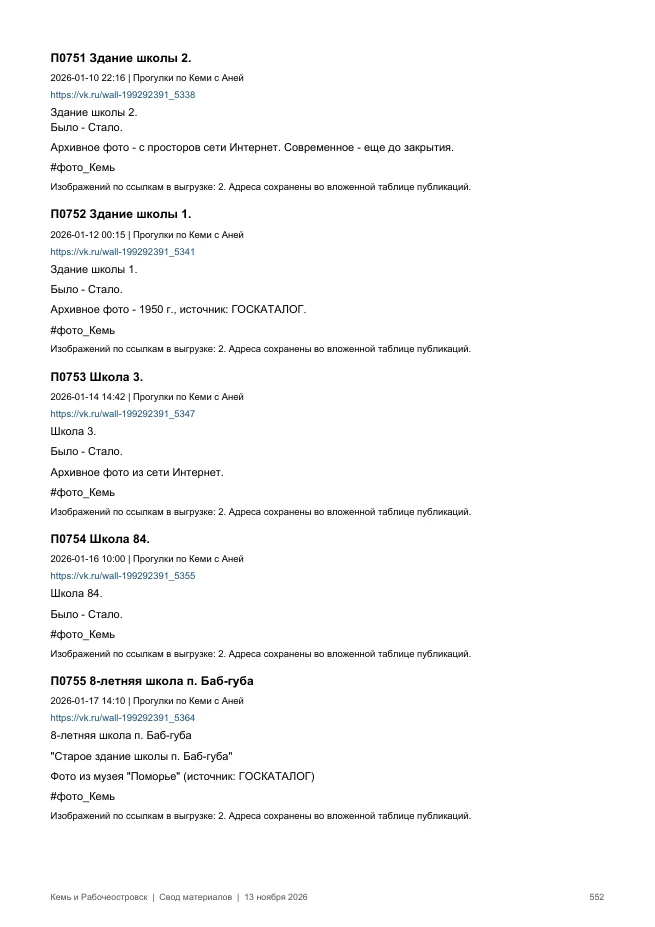 П0751 Здание школы 2.
2026-01-10 22:16 | Прогулки по Кеми с Аней
https://vk.ru/wall-199292391_5338
Здание школы 2.
Было - Стало.
Архивное фото - с просторов сети Интернет. Современное - еще до закрытия.
#фото_Кемь
Изображений по ссылкам в выгрузке: 2. Адреса сохранены во вложенной таблице публикаций.
П0752 Здание школы 1.
2026-01-12 00:15 | Прогулки по Кеми с Аней
https://vk.ru/wall-199292391_5341
Здание школы 1.
Было - Стало.
Архивное фото - 1950 г., источник: ГОСКАТАЛОГ.
#фото_Кемь
Изображений по ссылкам в выгрузке: 2. Адреса сохранены во вложенной таблице публикаций.
П0753 Школа 3.
2026-01-14 14:42 | Прогулки по Кеми с Аней
https://vk.ru/wall-199292391_5347
Школа 3.
Было - Стало.
Архивное фото из сети Интернет.
#фото_Кемь
Изображений по ссылкам в выгрузке: 2. Адреса сохранены во вложенной таблице публикаций.
П0754 Школа 84.
2026-01-16 10:00 | Прогулки по Кеми с Аней
https://vk.ru/wall-199292391_5355
Школа 84.
Было - Стало.
#фото_Кемь
Изображений по ссылкам в выгрузке: 2. Адреса сохранены во вложенной таблице публикаций.
П0755 8-летняя школа п. Баб-губа
2026-01-17 14:10 | Прогулки по Кеми с Аней
https://vk.ru/wall-199292391_5364
8-летняя школа п. Баб-губа
"Старое здание школы п. Баб-губа"
Фото из музея "Поморье" (источник: ГОСКАТАЛОГ)
#фото_Кемь
Изображений по ссылкам в выгрузке: 2. Адреса сохранены во вложенной таблице публикаций.
Кемь и Рабочеостровск | Свод материалов | 13 ноября 2026 552